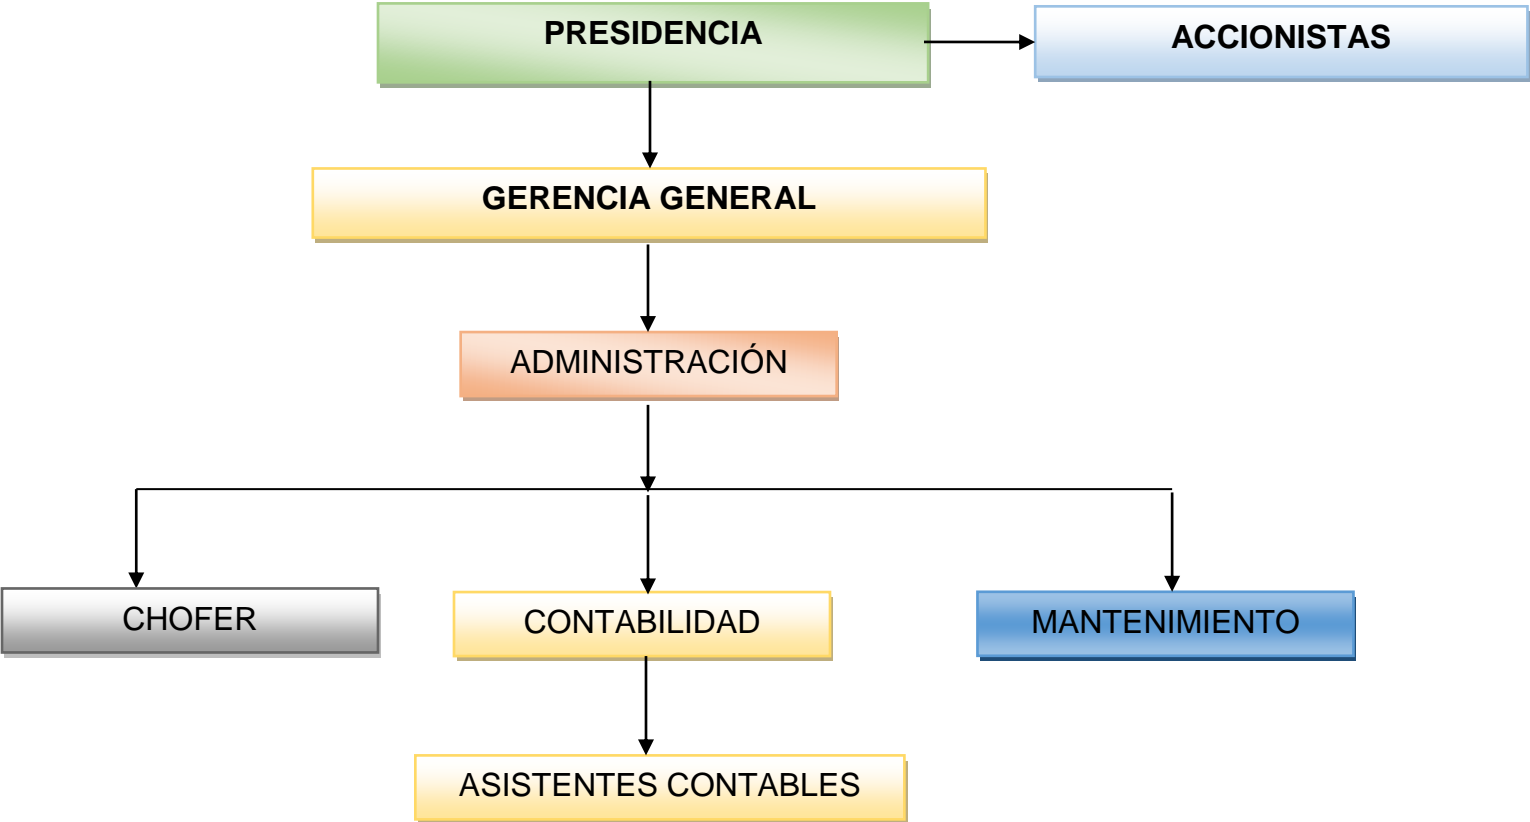 PRESIDENCIA
ACCIONISTAS
GERENCIA GENERAL
ADMINISTRACIÓN
CHOFER
CONTABILIDAD
MANTENIMIENTO
ASISTENTES CONTABLES